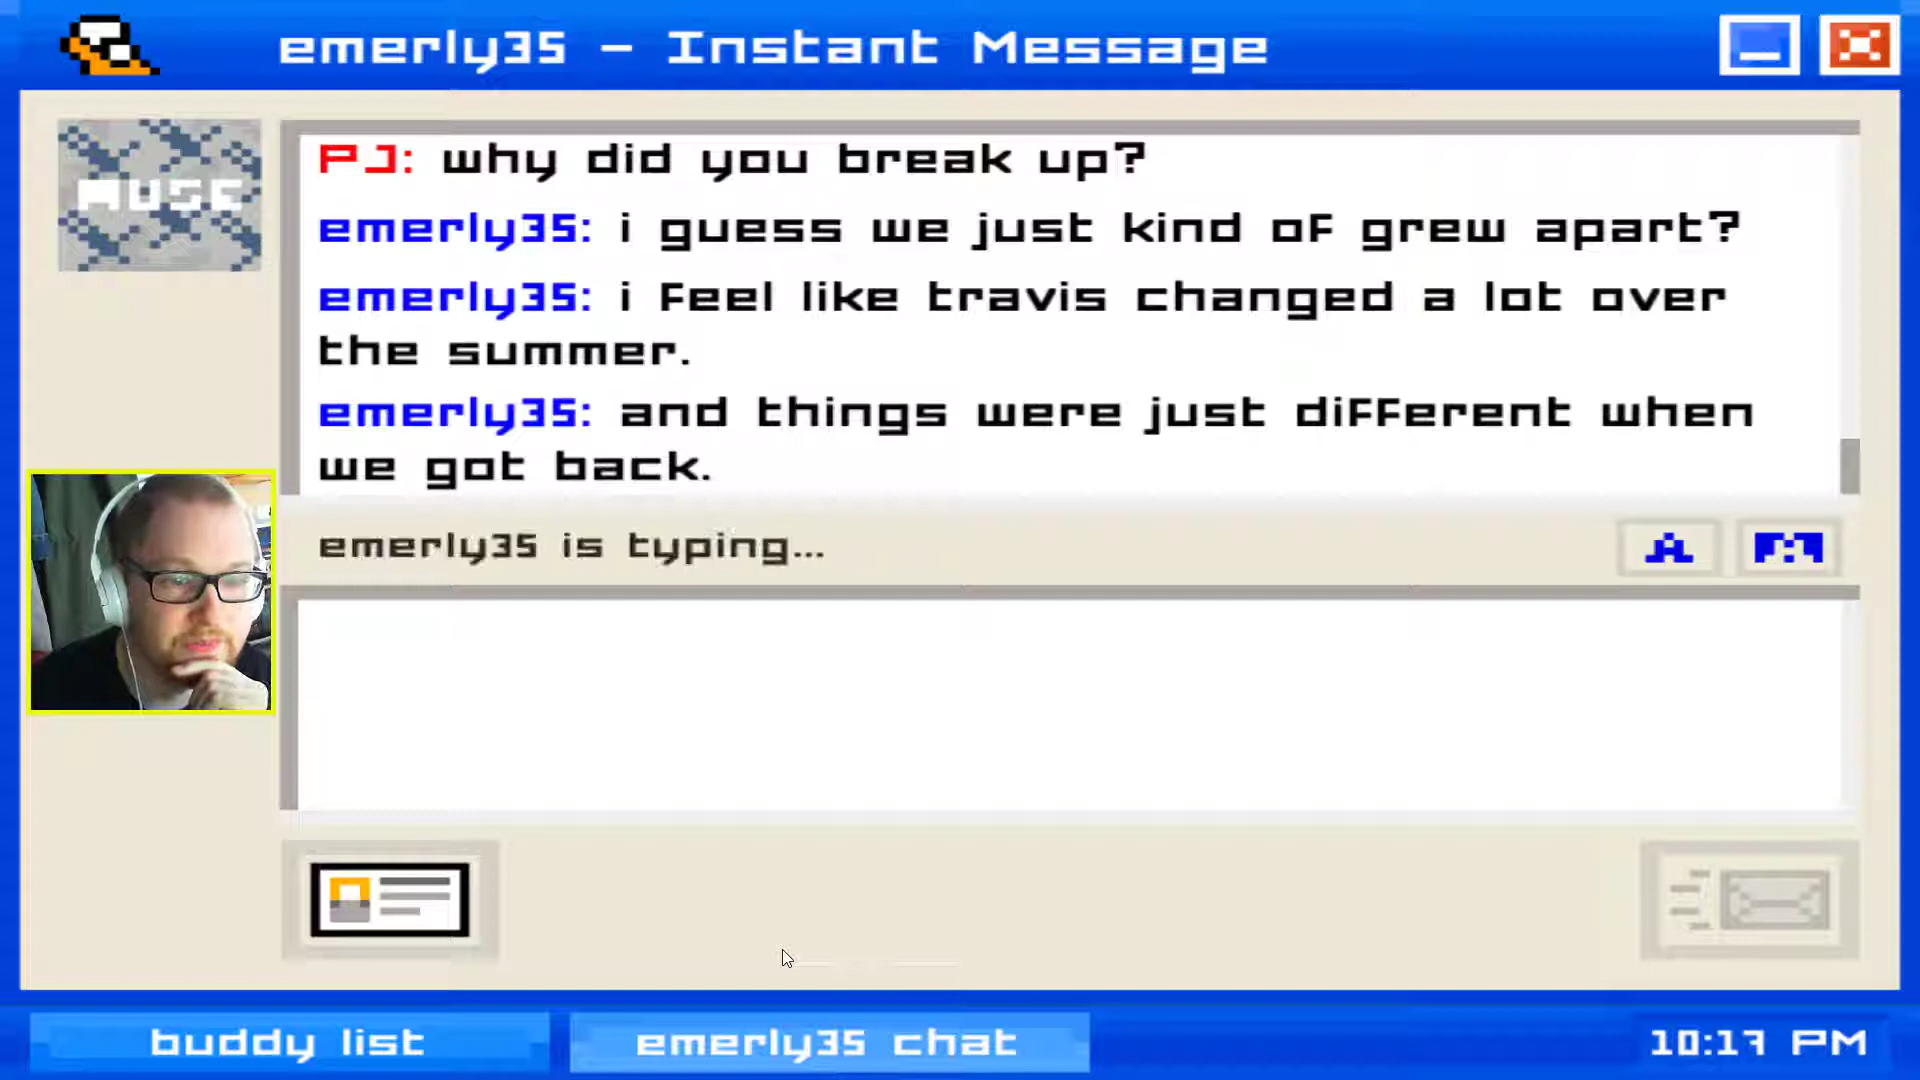 emerly35 - Instant Message
MUSE
PJ: why did you break up?
emerly35: i guess we just kind of grew apart?
emerly35: i feel like travis changed a lot over
the summer.
emerly35: and things were just different when
we got back.
emerly35 is typing...
A
buddy list
emerly35 chat
10:17 PM